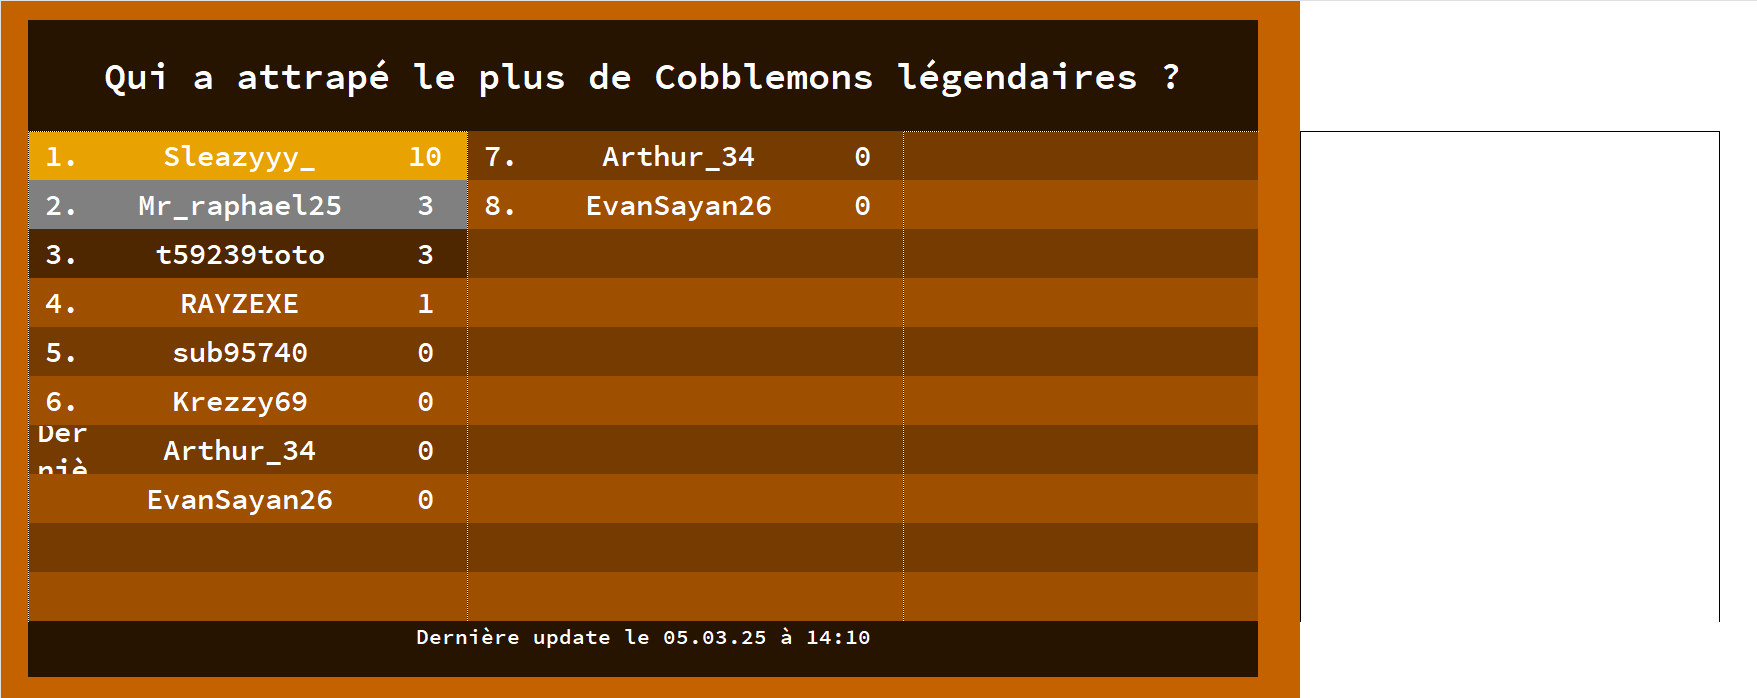 Qui a attrapé le plus de Cobblemons légendaires ?
1. Sleazyyy_ 10
2. Mr_raphael25 3
3. t59239toto 3
4. RAYZEXE 1
5. sub95740 0
6. Krezzy69 0
Der
niè
Arthur_34 0
EvanSayan26 0
7. Arthur_34 0
8. EvanSayan26 0
Dernière update le 05.03.25 à 14:10